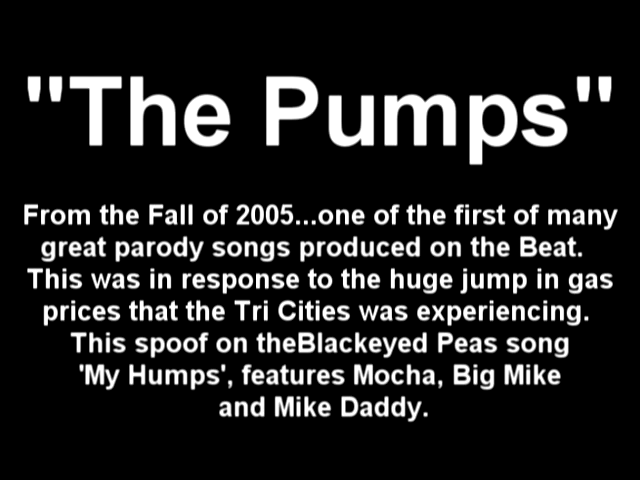 "The Pumps"
From the Fall of 2005...one of the first of many
great parody songs produced on the Beat.
This was in response to the huge jump in gas
prices that the Tri Cities was experiencing.
This spoof on theBlackeyed Peas song
'My Humps', features Mocha, Big Mike
and Mike Daddy.